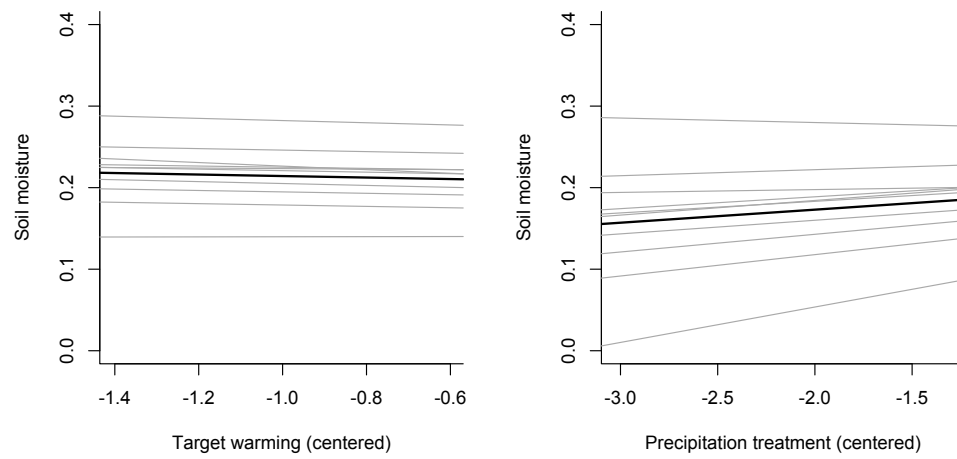 Soil moisture
0.4
0.3
0.2
0.1
0.0
-1.4 -1.2 -1.0 -0.8 -0.6
Target warming (centered)
Soil moisture
0.4
0.3
0.2
0.1
0.0
-3.0 -2.5 -2.0 -1.5
Precipitation treatment (centered)